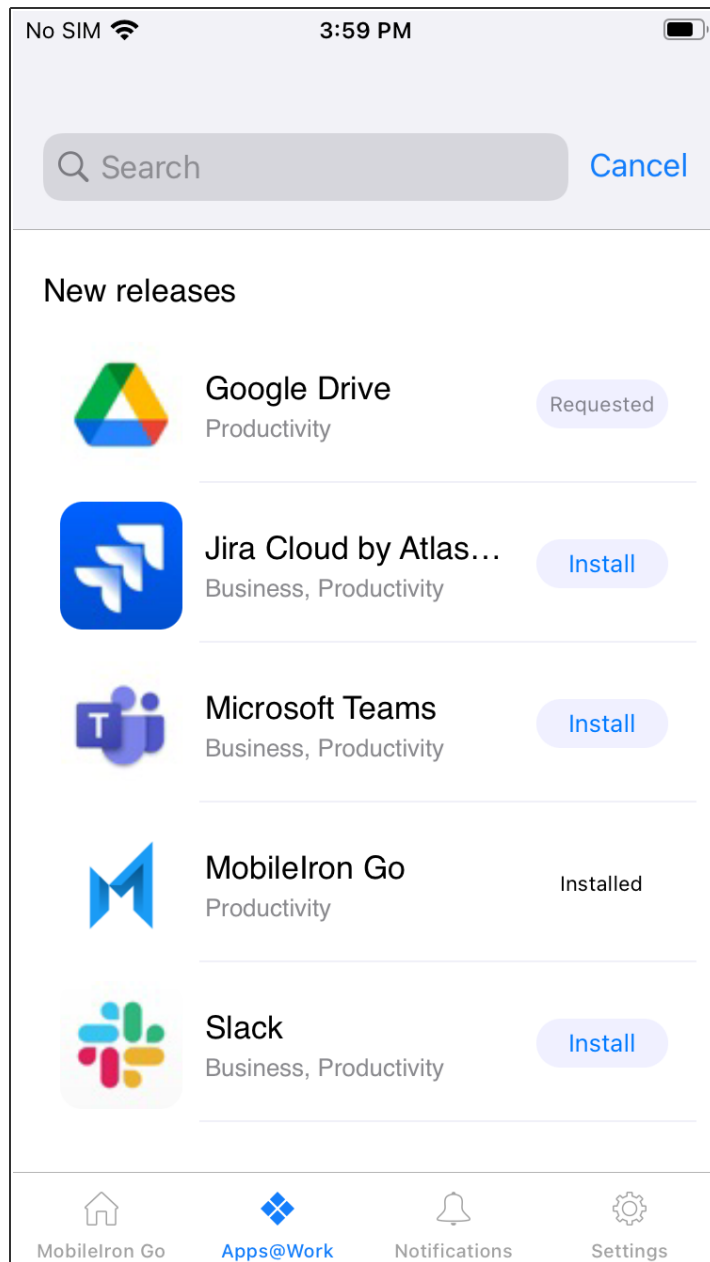 No SIM 3:59 PM
Search Cancel
New releases
Google Drive
Productivity
Requested
Jira Cloud by Atlas...
Business, Productivity
Install
T
Microsoft Teams
Business, Productivity
Install
MobileIron Go
Productivity
Installed
Slack
Business, Productivity
Install
MobileIron Go Apps@Work Notifications Settings